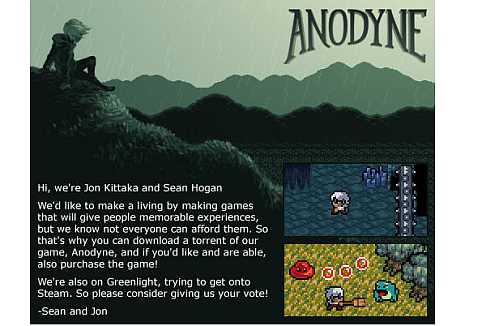 ANODYNE
Hi, we're Jon Kittaka and Sean Hogan
We'd like to make a living by making games
that will give people memorable experiences,
but we know not everyone can afford them. So
that's why you can download a torrent of our
game, Anodyne, and if you'd like and are able,
also purchase the game!
We're also on Greenlight, trying to get onto
Steam. So please consider giving us your vote!
-Sean and Jon